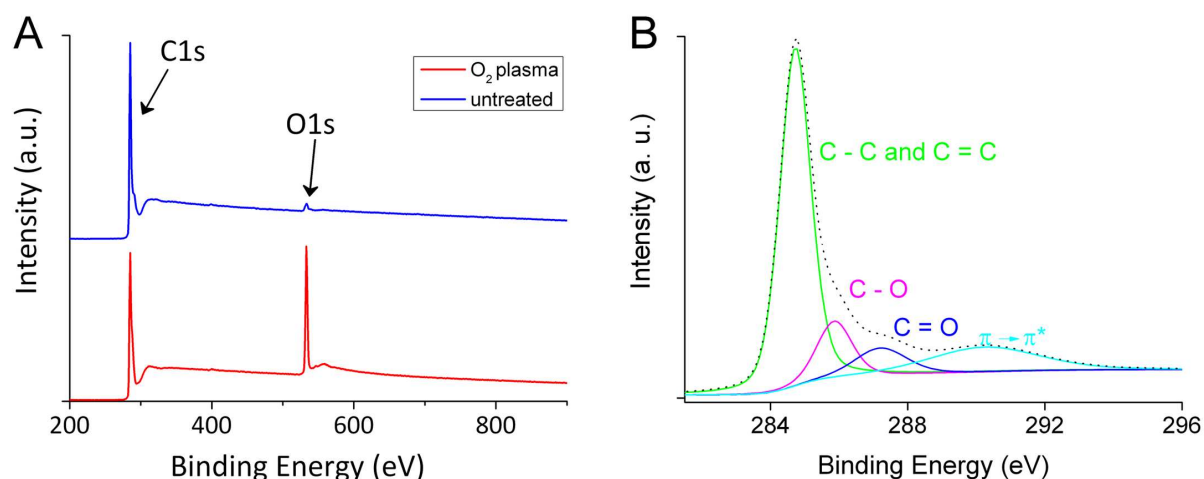 A
C1s
O1s
O₂ plasma
untreated
Intensity (a.u.)
200
400
600
800
Binding Energy (eV)
B
C - C and C = C
C - O
C = O
π → π*
Intensity (a. u.)
284
288
292
296
Binding Energy (eV)